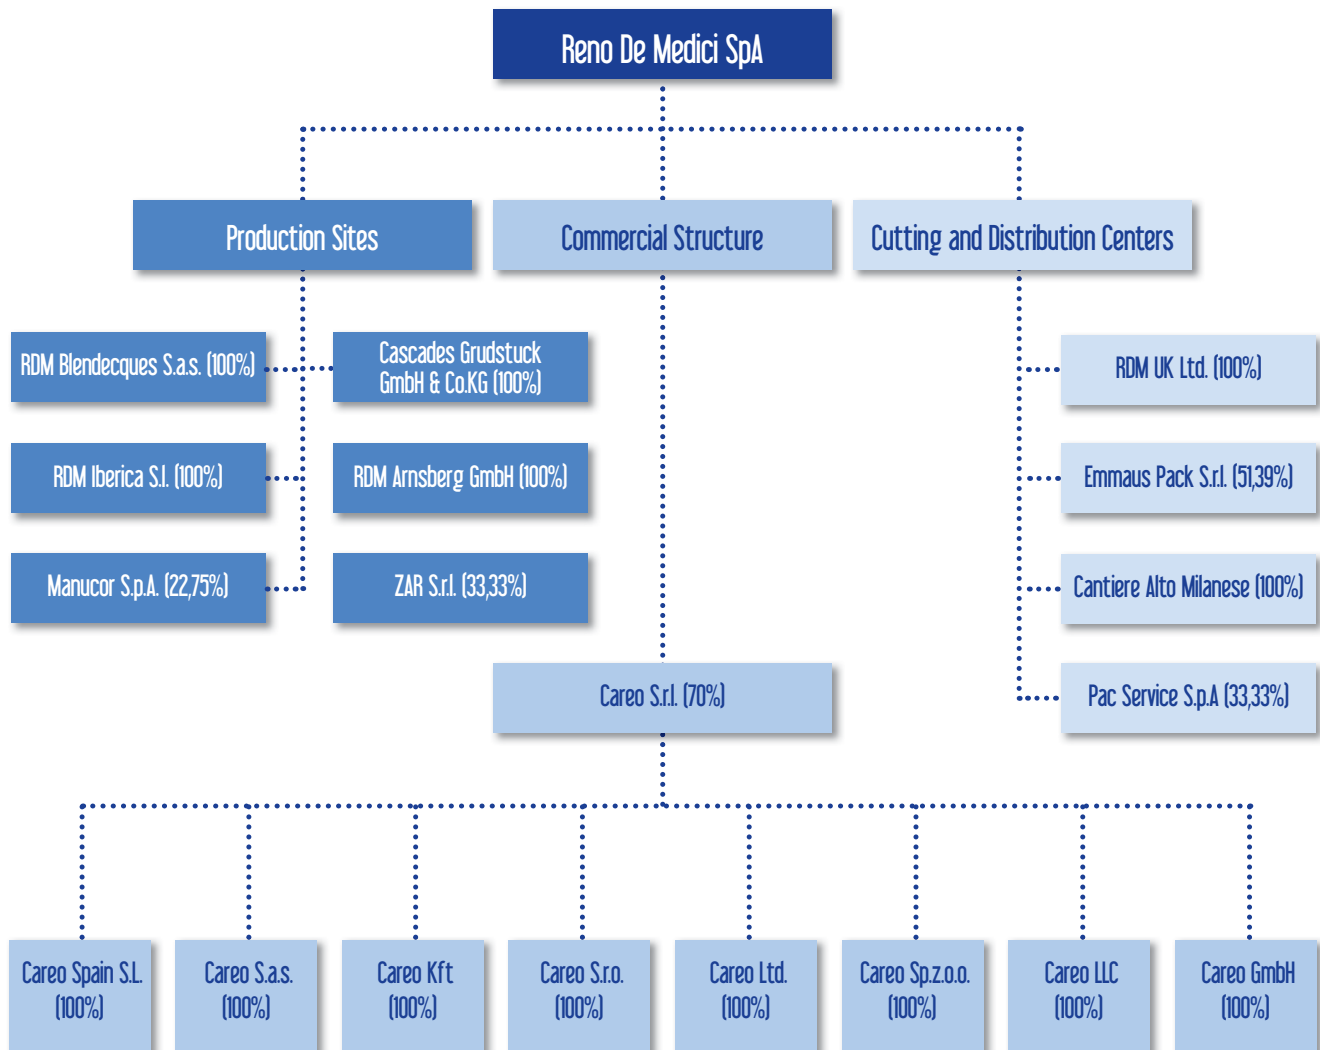 Reno De Medici SpA
Production Sites
Commercial Structure
Cutting and Distribution Centers
RDM Blendecques S.a.s. (100%)
Cascades Grudstuck
GmbH & Co.KG (100%)
RDM UK Ltd. (100%)
RDM Iberica S.l. (100%)
RDM Arnsberg GmbH (100%)
Emmaus Pack S.r.l. (51,39%)
Manucor S.p.A. (22,75%)
ZAR S.r.l. (33,33%)
Cantiere Alto Milanese (100%)
Careo S.r.l. (70%)
Pac Service S.p.A (33,33%)
Careo Spain S.L.
(100%)
Careo S.a.s.
(100%)
Careo Kft
(100%)
Careo S.r.o.
(100%)
Careo Ltd.
(100%)
Careo Sp.z.o.o.
(100%)
Careo LLC
(100%)
Careo GmbH
(100%)